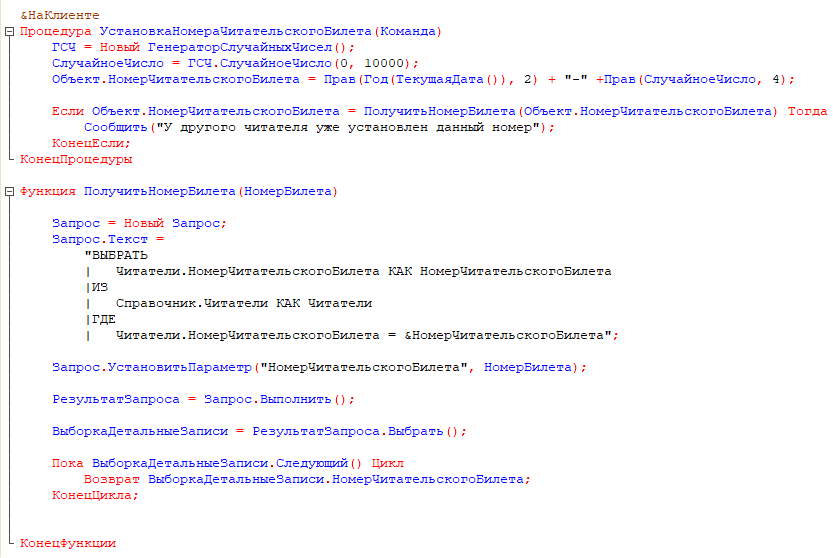 &НаКлиенте
Процедура УстановкаНомераЧитательскогоБилета(Команда)
ГСЧ = Новый ГенераторСлучайныхЧисел();
СлучайноеЧисло = ГСЧ.СлучайноеЧисло(0, 10000);
Объект.НомерЧитательскогоБилета = Прав(Год(ТекущаяДата()), 2) + "-" +Прав(СлучайноеЧисло, 4);
Если Объект.НомерЧитательскогоБилета = ПолучитьНомерБилета(Объект.НомерЧитательскогоБилета) Тогда
Сообщить("У другого читателя уже установлен данный номер");
КонецЕсли;
КонецПроцедуры
Функция ПолучитьНомерБилета(НомерБилета)
Запрос = Новый Запрос;
Запрос.Текст =
"ВЫБРАТЬ
|   Читатели.НомерЧитательскогоБилета КАК НомерЧитательскогоБилета
|ИЗ
|   Справочник.Читатели КАК Читатели
|ГДЕ
|   Читатели.НомерЧитательскогоБилета = &НомерЧитательскогоБилета";
Запрос.УстановитьПараметр("НомерЧитательскогоБилета", НомерБилета);
РезультатЗапроса = Запрос.Выполнить();
ВыборкаДетальныеЗаписи = РезультатЗапроса.Выбрать();
Пока ВыборкаДетальныеЗаписи.Следующий() Цикл
Возврат ВыборкаДетальныеЗаписи.НомерЧитательскогоБилета;
КонецЦикла;
КонецФункции